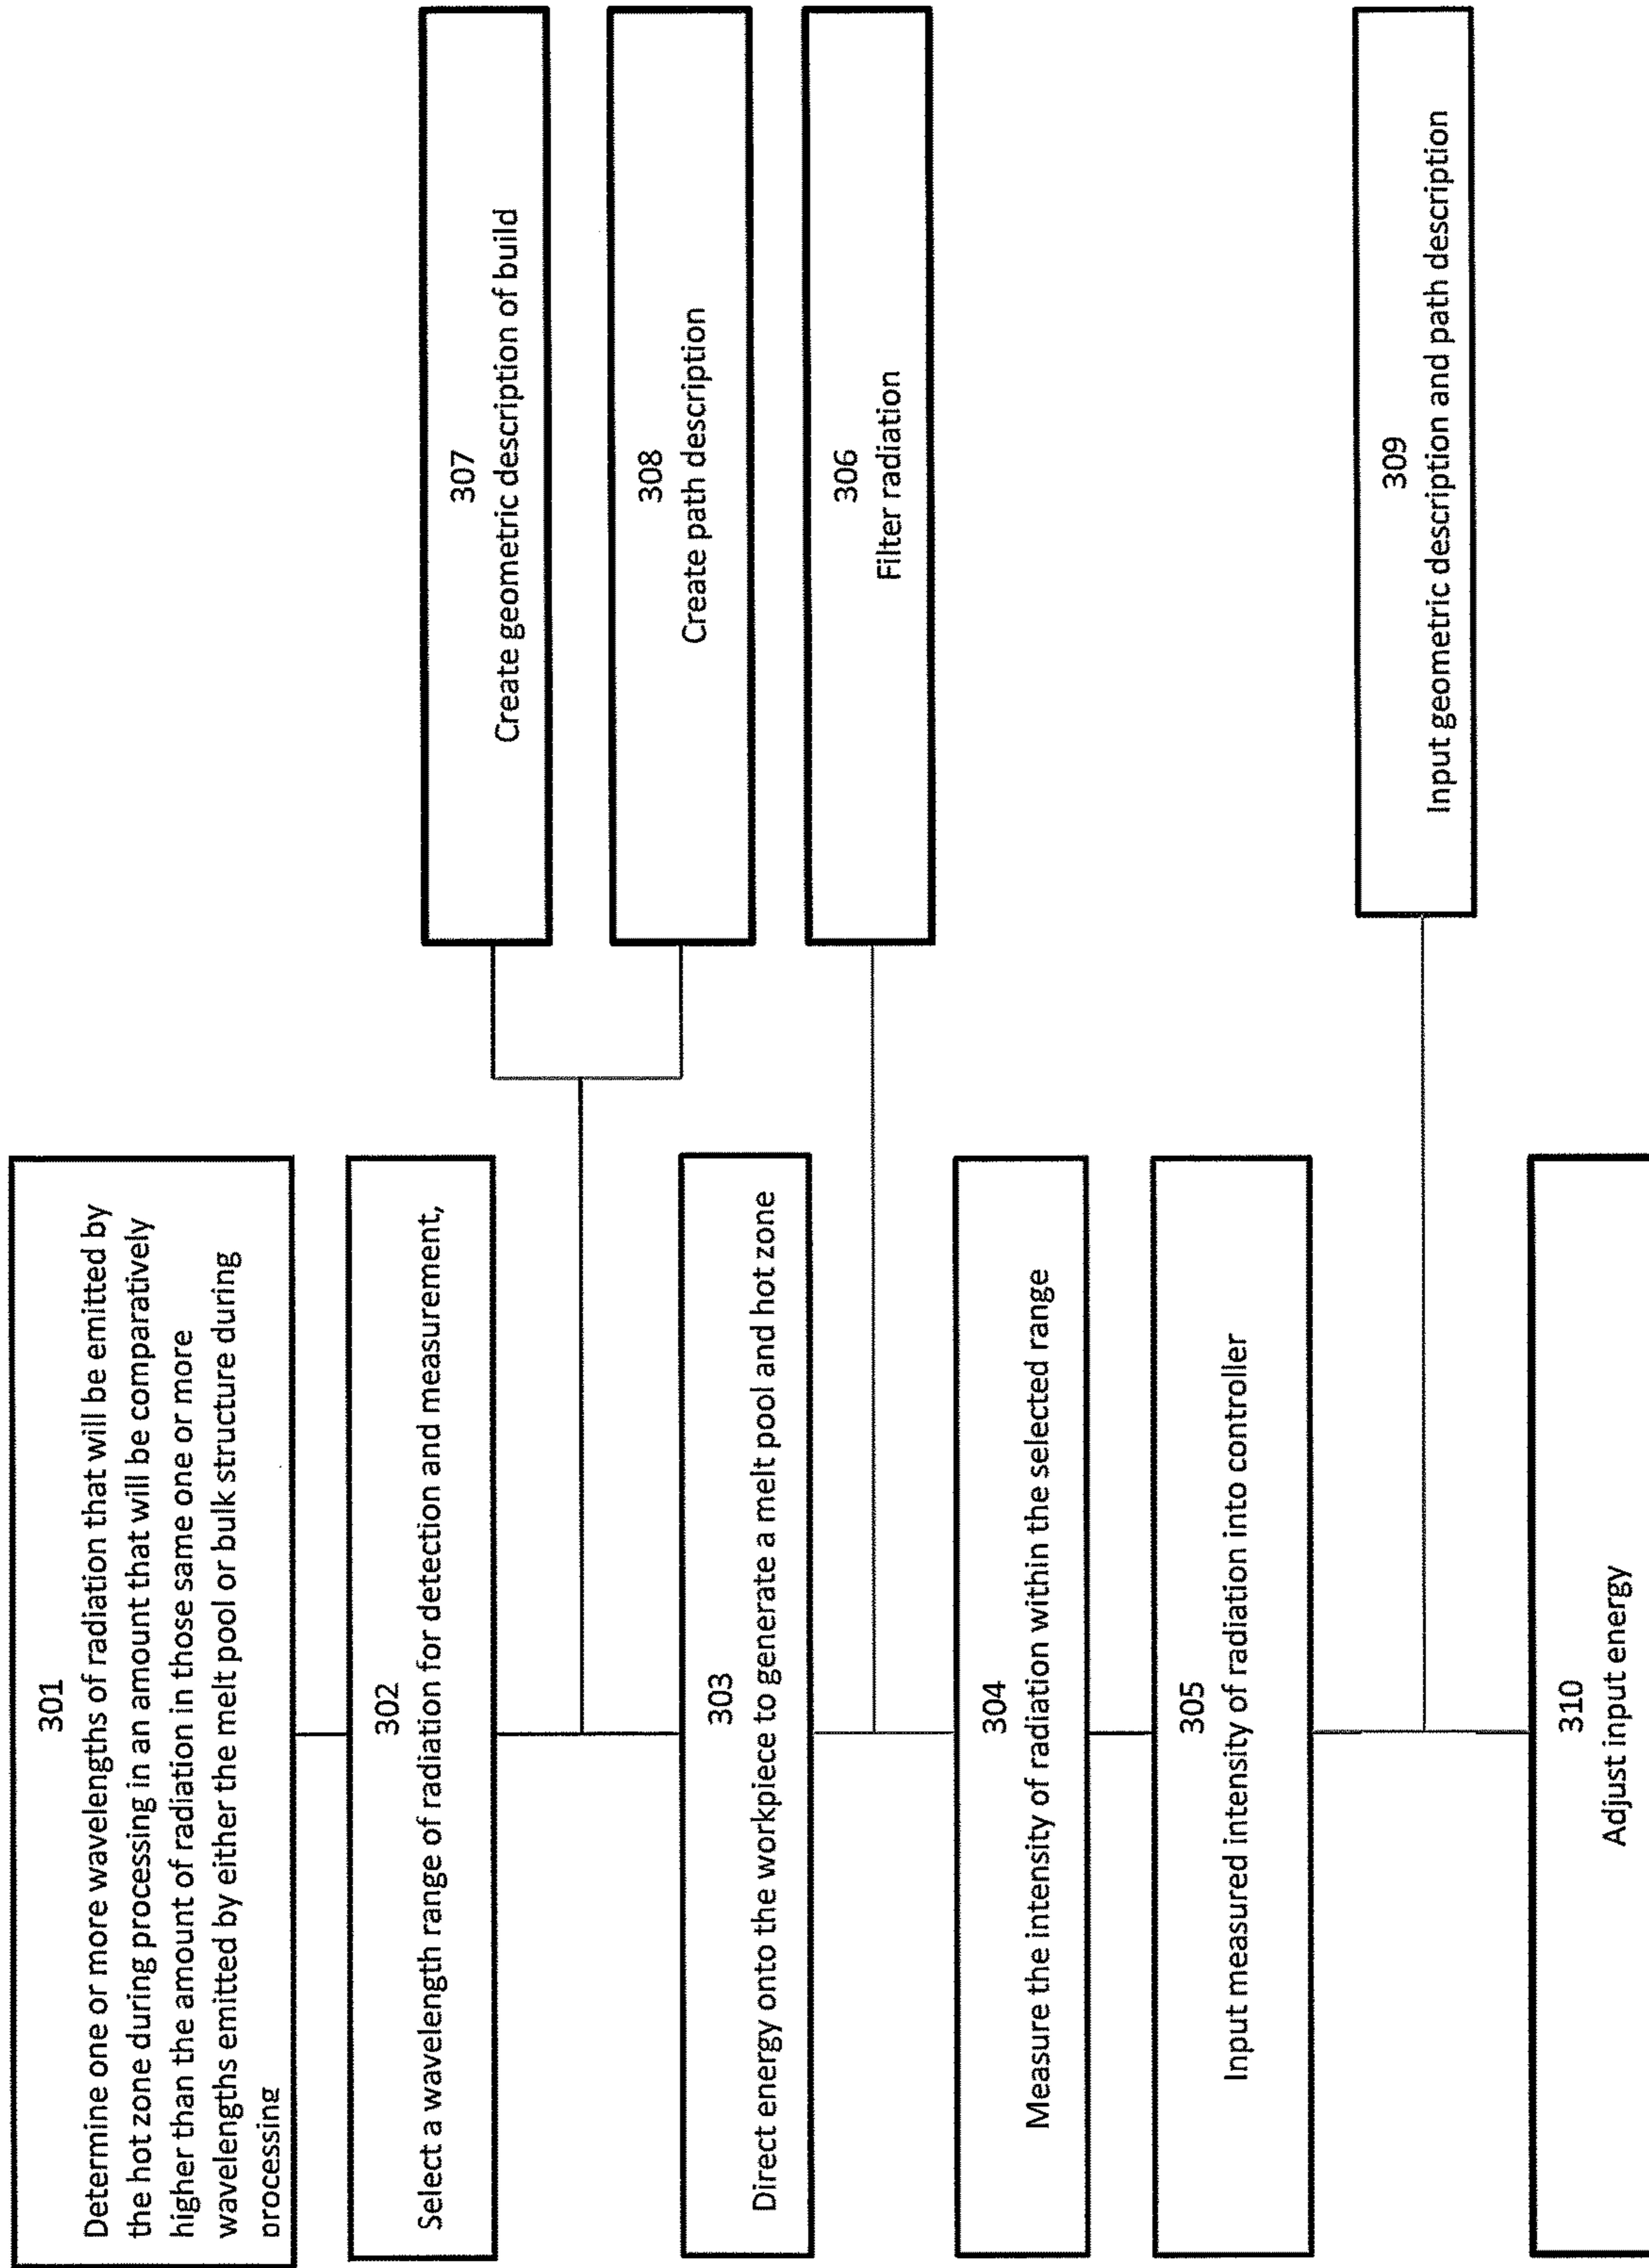 301
Determine one or more wavelengths of radiation that will be emitted by
the hot zone during processing in an amount that will be comparatively
higher than the amount of radiation in those same one or more
wavelengths emitted by either the melt pool or bulk structure during
processing
302
Select a wavelength range of radiation for detection and measurement,
307
Create geometric description of build
308
Create path description
303
Direct energy onto the workpiece to generate a melt pool and hot zone
306
Filter radiation
304
Measure the intensity of radiation within the selected range
305
Input measured intensity of radiation into controller
309
Input geometric description and path description
310
Adjust input energy